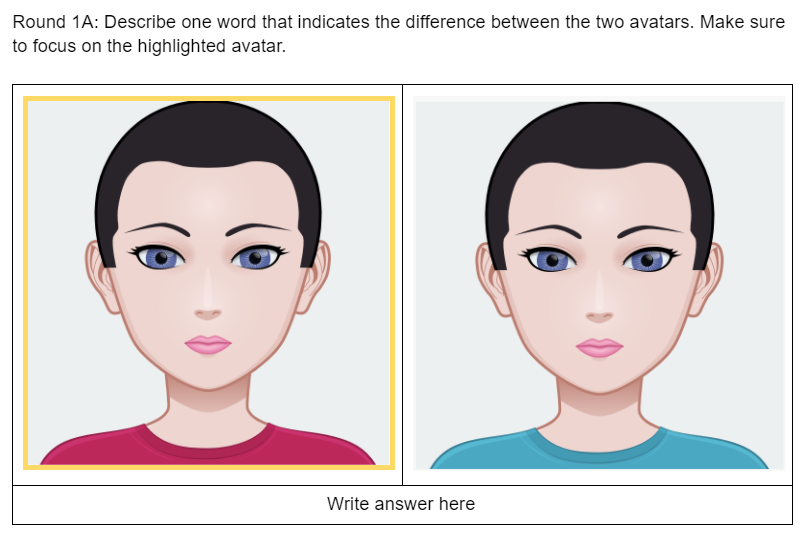 Round 1A: Describe one word that indicates the difference between the two avatars. Make sure
to focus on the highlighted avatar.
Write answer here